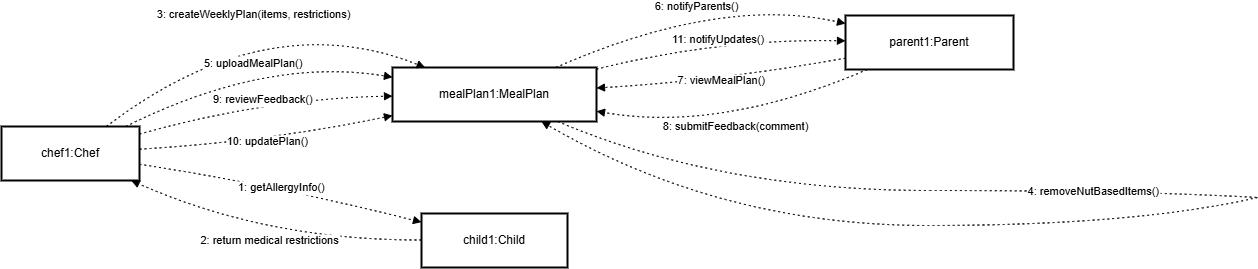 3: createWeeklyPlan(items, restrictions)
6: notifyParents()
11: notifyUpdates()
parent1:Parent
5: uploadMealPlan()
7: viewMealPlan()
mealPlan1:MealPlan
9: reviewFeedback()
8: submitFeedback(comment)
10: updatePlan()
chef1:Chef
1: getAllergyInfo()
4: removeNutBasedItems()
2: return medical restrictions
child1:Child